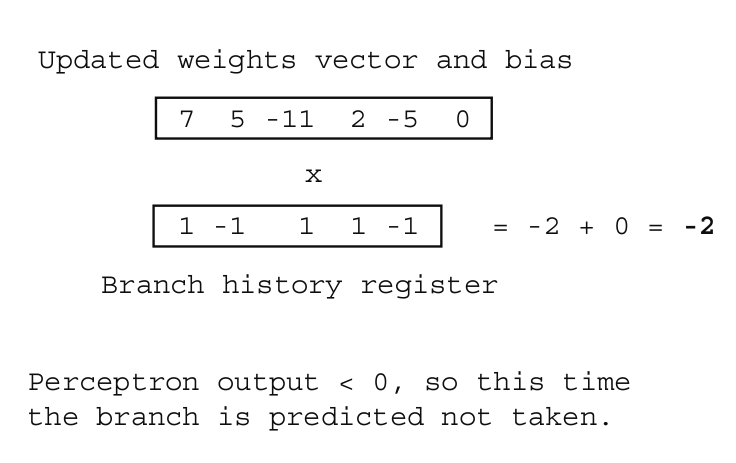 Updated weights vector and bias
7 5 -11 2 -5 0
x
1 -1 1 1 -1 = -2 + 0 = -2
Branch history register
Perceptron output < 0, so this time
the branch is predicted not taken.